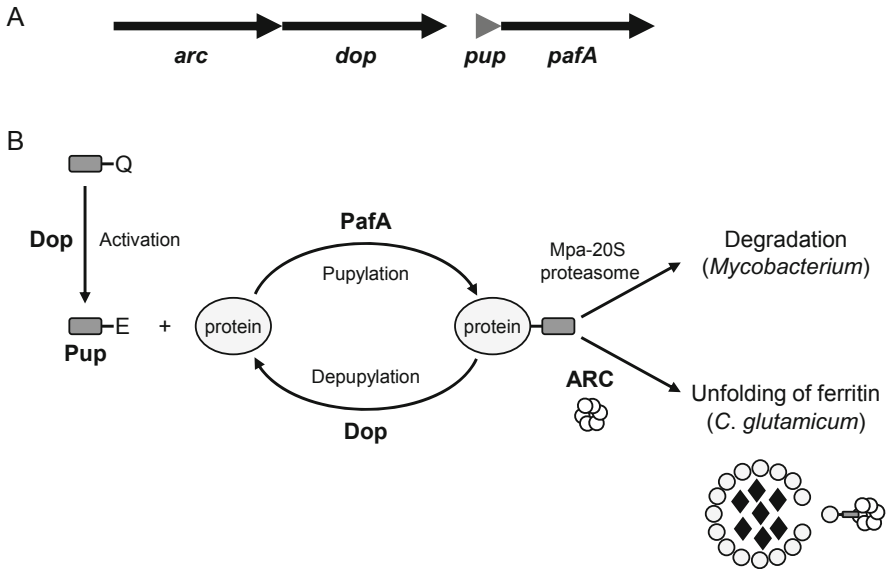 A
arc
dop
pup
pafA
B
Q
Dop
Activation
E
Pup
+
protein
PafA
Pupylation
Depupylation
Dop
protein
Mpa-20S
proteasome
Degradation
(Mycobacterium)
ARC
Unfolding of ferritin
(C. glutamicum)